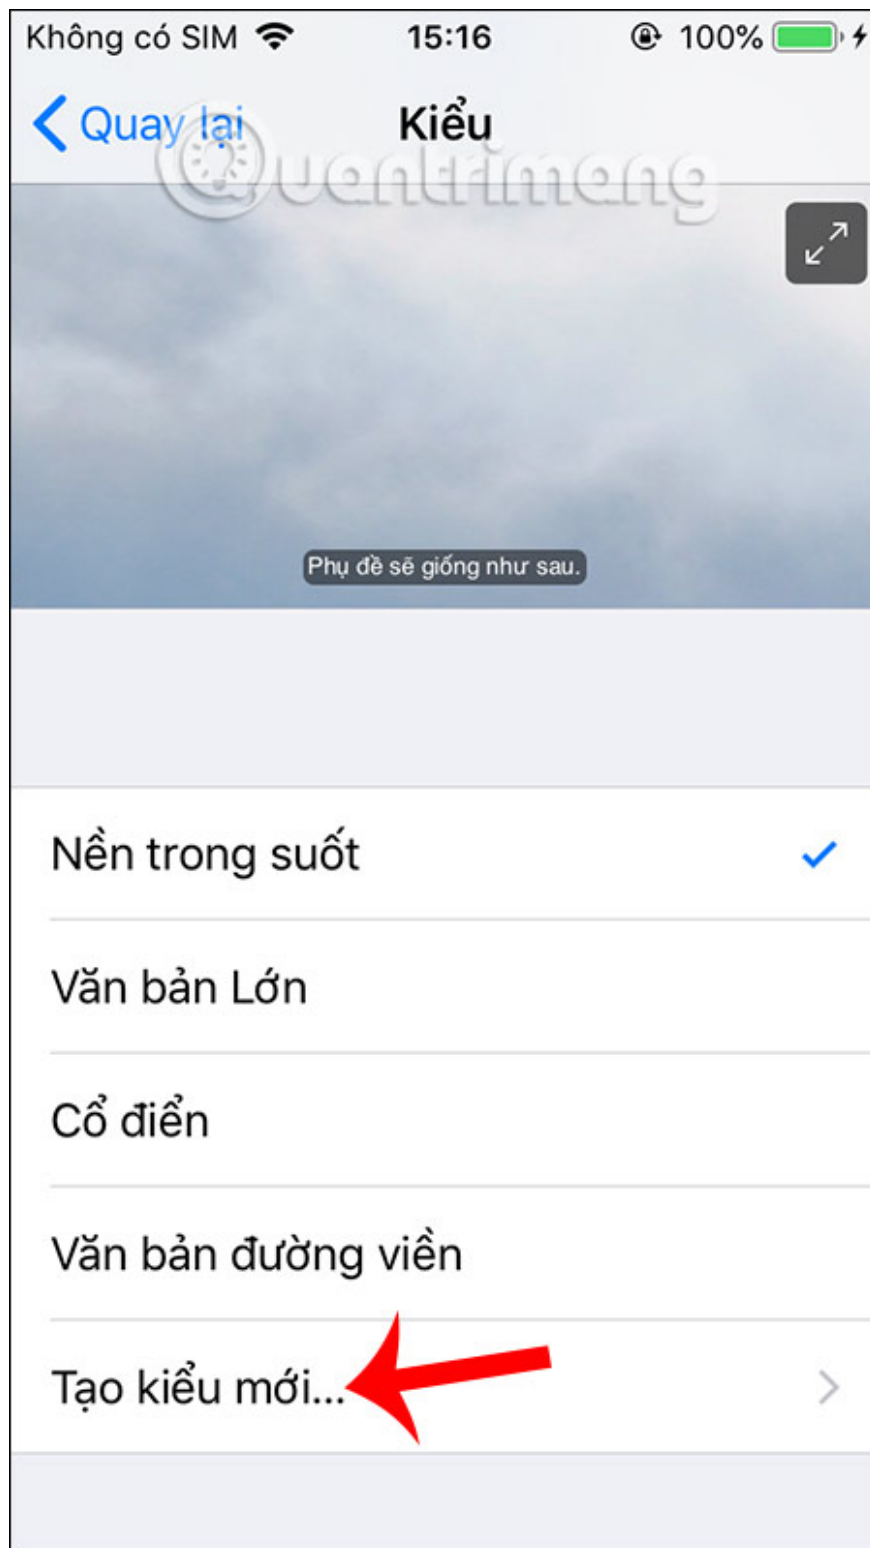 Không có SIM 15:16 100%
Quay lại Kiểu
Quantrimang
Phụ đề sẽ giống như sau.
Nền trong suốt
Văn bản Lớn
Cổ điển
Văn bản đường viền
Tạo kiểu mới...